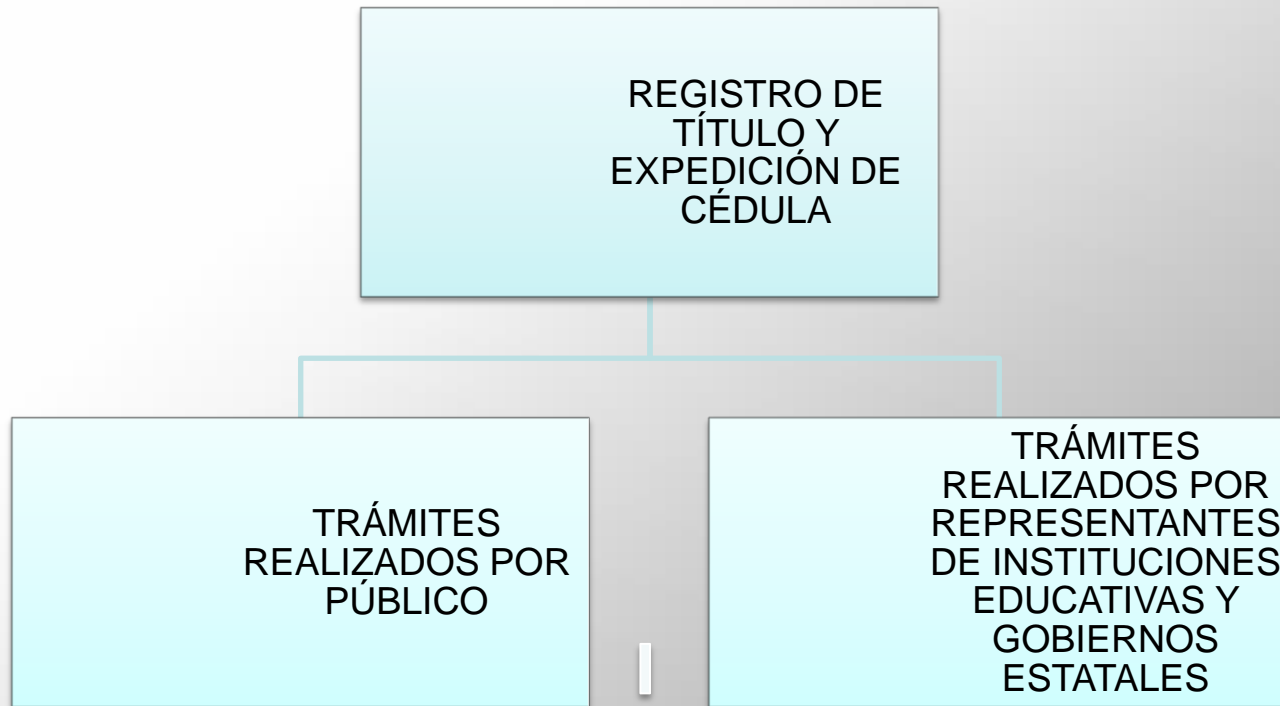 REGISTRO DE
TÍTULO Y
EXPEDICIÓN DE
CÉDULA
TRÁMITES
REALIZADOS POR
PÚBLICO
TRÁMITES
REALIZADOS POR
REPRESENTANTES
DE INSTITUCIONES
EDUCATIVAS Y
GOBIERNOS
ESTATALES